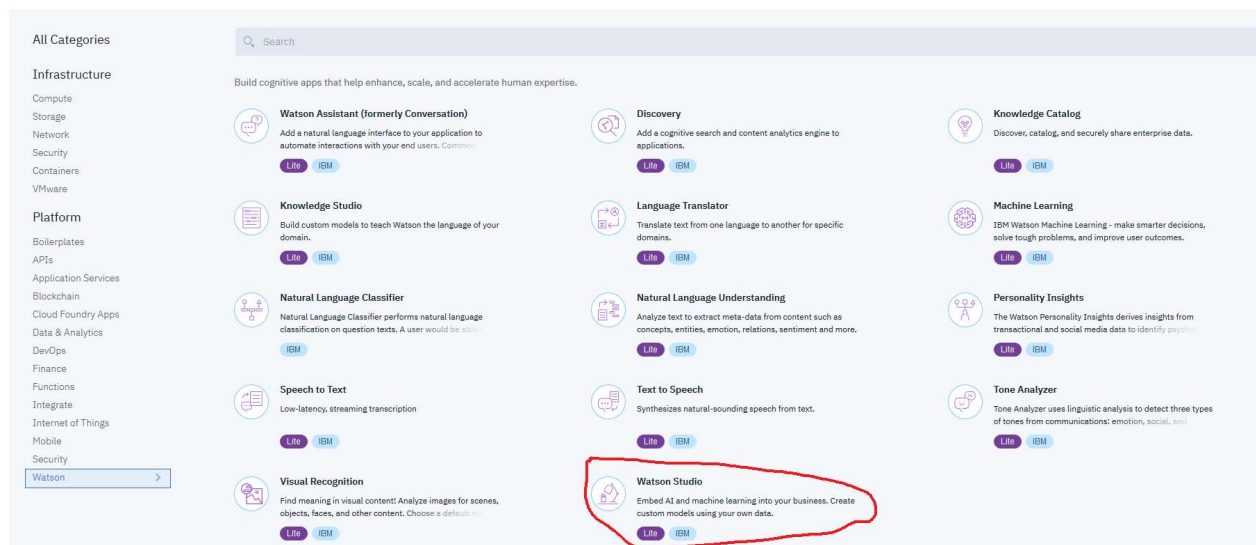 All Categories
Search
Infrastructure
Compute
Storage
Network
Security
Containers
VMware
Platform
Boilerplates
APIs
Application Services
Blockchain
Cloud Foundry Apps
Data & Analytics
DevOps
Finance
Functions
Integrate
Internet of Things
Mobile
Security
Watson
Build cognitive apps that help enhance, scale, and accelerate human expertise.
Watson Assistant (formerly Conversation)
Add a natural language interface to your application to
automate interactions with your end users. Common
Lite IBM
Discovery
Add a cognitive search and content analytics engine to
applications.
Lite IBM
Knowledge Catalog
Discover, catalog, and securely share enterprise data.
Lite IBM
Knowledge Studio
Build custom models to teach Watson the language of your
domain.
Lite IBM
Language Translator
Translate text from one language to another for specific
domains.
Lite IBM
Machine Learning
IBM Watson Machine Learning - make smarter decisions,
solve tough problems, and improve user outcomes.
Lite IBM
Natural Language Classifier
Natural Language Classifier performs natural language
classification on question texts. A user would be able
IBM
Natural Language Understanding
Analyze text to extract meta-data from content such as
concepts, entities, emotion, relations, sentiment and more.
Lite IBM
Personality Insights
The Watson Personality Insights derives insights from
transactional and social media data to identify
Lite IBM
Speech to Text
Low-latency, streaming transcription
Lite IBM
Text to Speech
Synthesizes natural-sounding speech from text.
Lite IBM
Tone Analyzer
Tone Analyzer uses linguistic analysis to detect three types
of tones from communications: emotion, social, and
Lite IBM
Visual Recognition
Find meaning in visual content! Analyze images for scenes,
objects, faces, and other content. Choose a default
Lite IBM
Watson Studio
Embed AI and machine learning into your business. Create
custom models using your own data.
Lite IBM